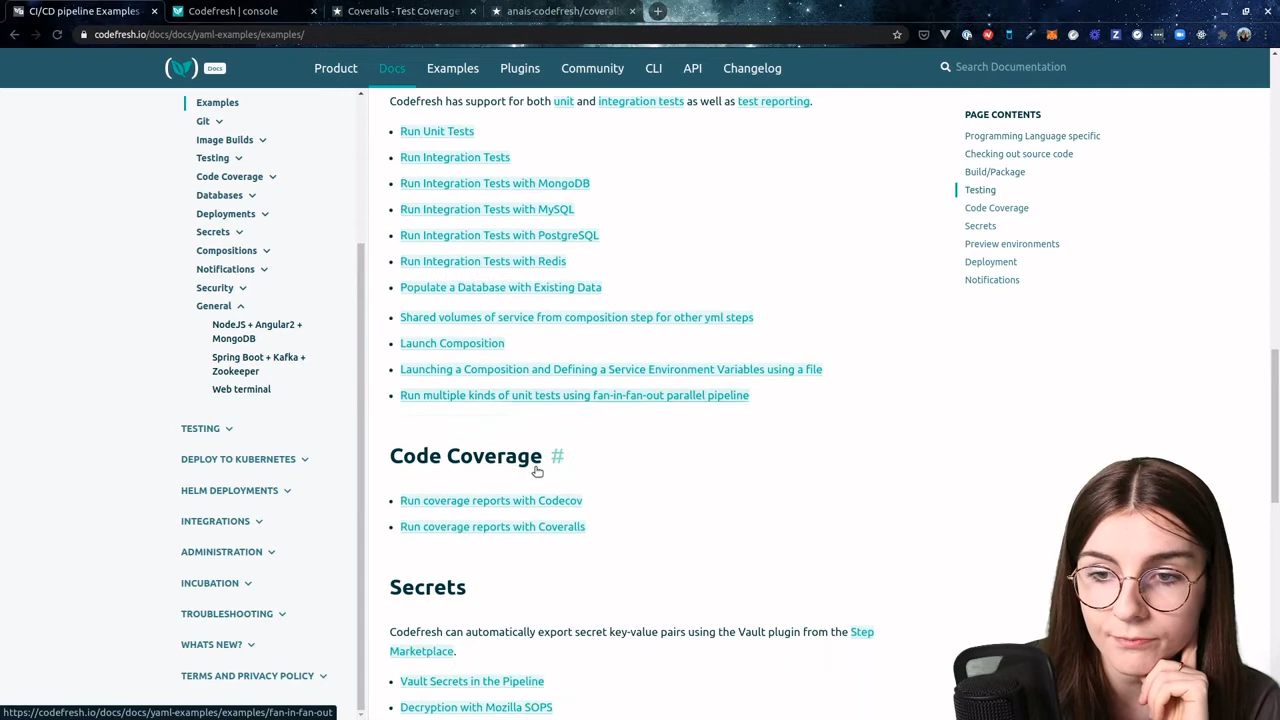 CI/CD pipeline Examples
Codefresh | console
Coveralls - Test Coverage
anais-codefresh/coverall
codefresh.io/docs/docs/yaml-examples/examples/
Docs
Product
Docs
Examples
Plugins
Community
CLI
API
Changelog
Search Documentation
Examples
Git
Image Builds
Testing
Code Coverage
Databases
Deployments
Secrets
Compositions
Notifications
Security
General
NodeJS + Angular2 +
MongoDB
Spring Boot + Kafka +
Zookeeper
Web terminal
TESTING
DEPLOY TO KUBERNETES
HELM DEPLOYMENTS
INTEGRATIONS
ADMINISTRATION
INCUBATION
TROUBLESHOOTING
WHATS NEW?
TERMS AND PRIVACY POLICY
Codefresh has support for both unit and integration tests as well as test reporting.
Run Unit Tests
Run Integration Tests
Run Integration Tests with MongoDB
Run Integration Tests with MySQL
Run Integration Tests with PostgreSQL
Run Integration Tests with Redis
Populate a Database with Existing Data
Shared volumes of service from composition step for other yml steps
Launch Composition
Launching a Composition and Defining a Service Environment Variables using a file
Run multiple kinds of unit tests using fan-in-fan-out parallel pipeline
Code Coverage #
Run coverage reports with Codecov
Run coverage reports with Coveralls
Secrets
Codefresh can automatically export secret key-value pairs using the Vault plugin from the Step
Marketplace.
Vault Secrets in the Pipeline
Decryption with Mozilla SOPS
PAGE CONTENTS
Programming Language specific
Checking out source code
Build/Package
Testing
Code Coverage
Secrets
Preview environments
Deployment
Notifications
https://codefresh.io/docs/docs/yaml-examples/examples/fan-in-fan-out